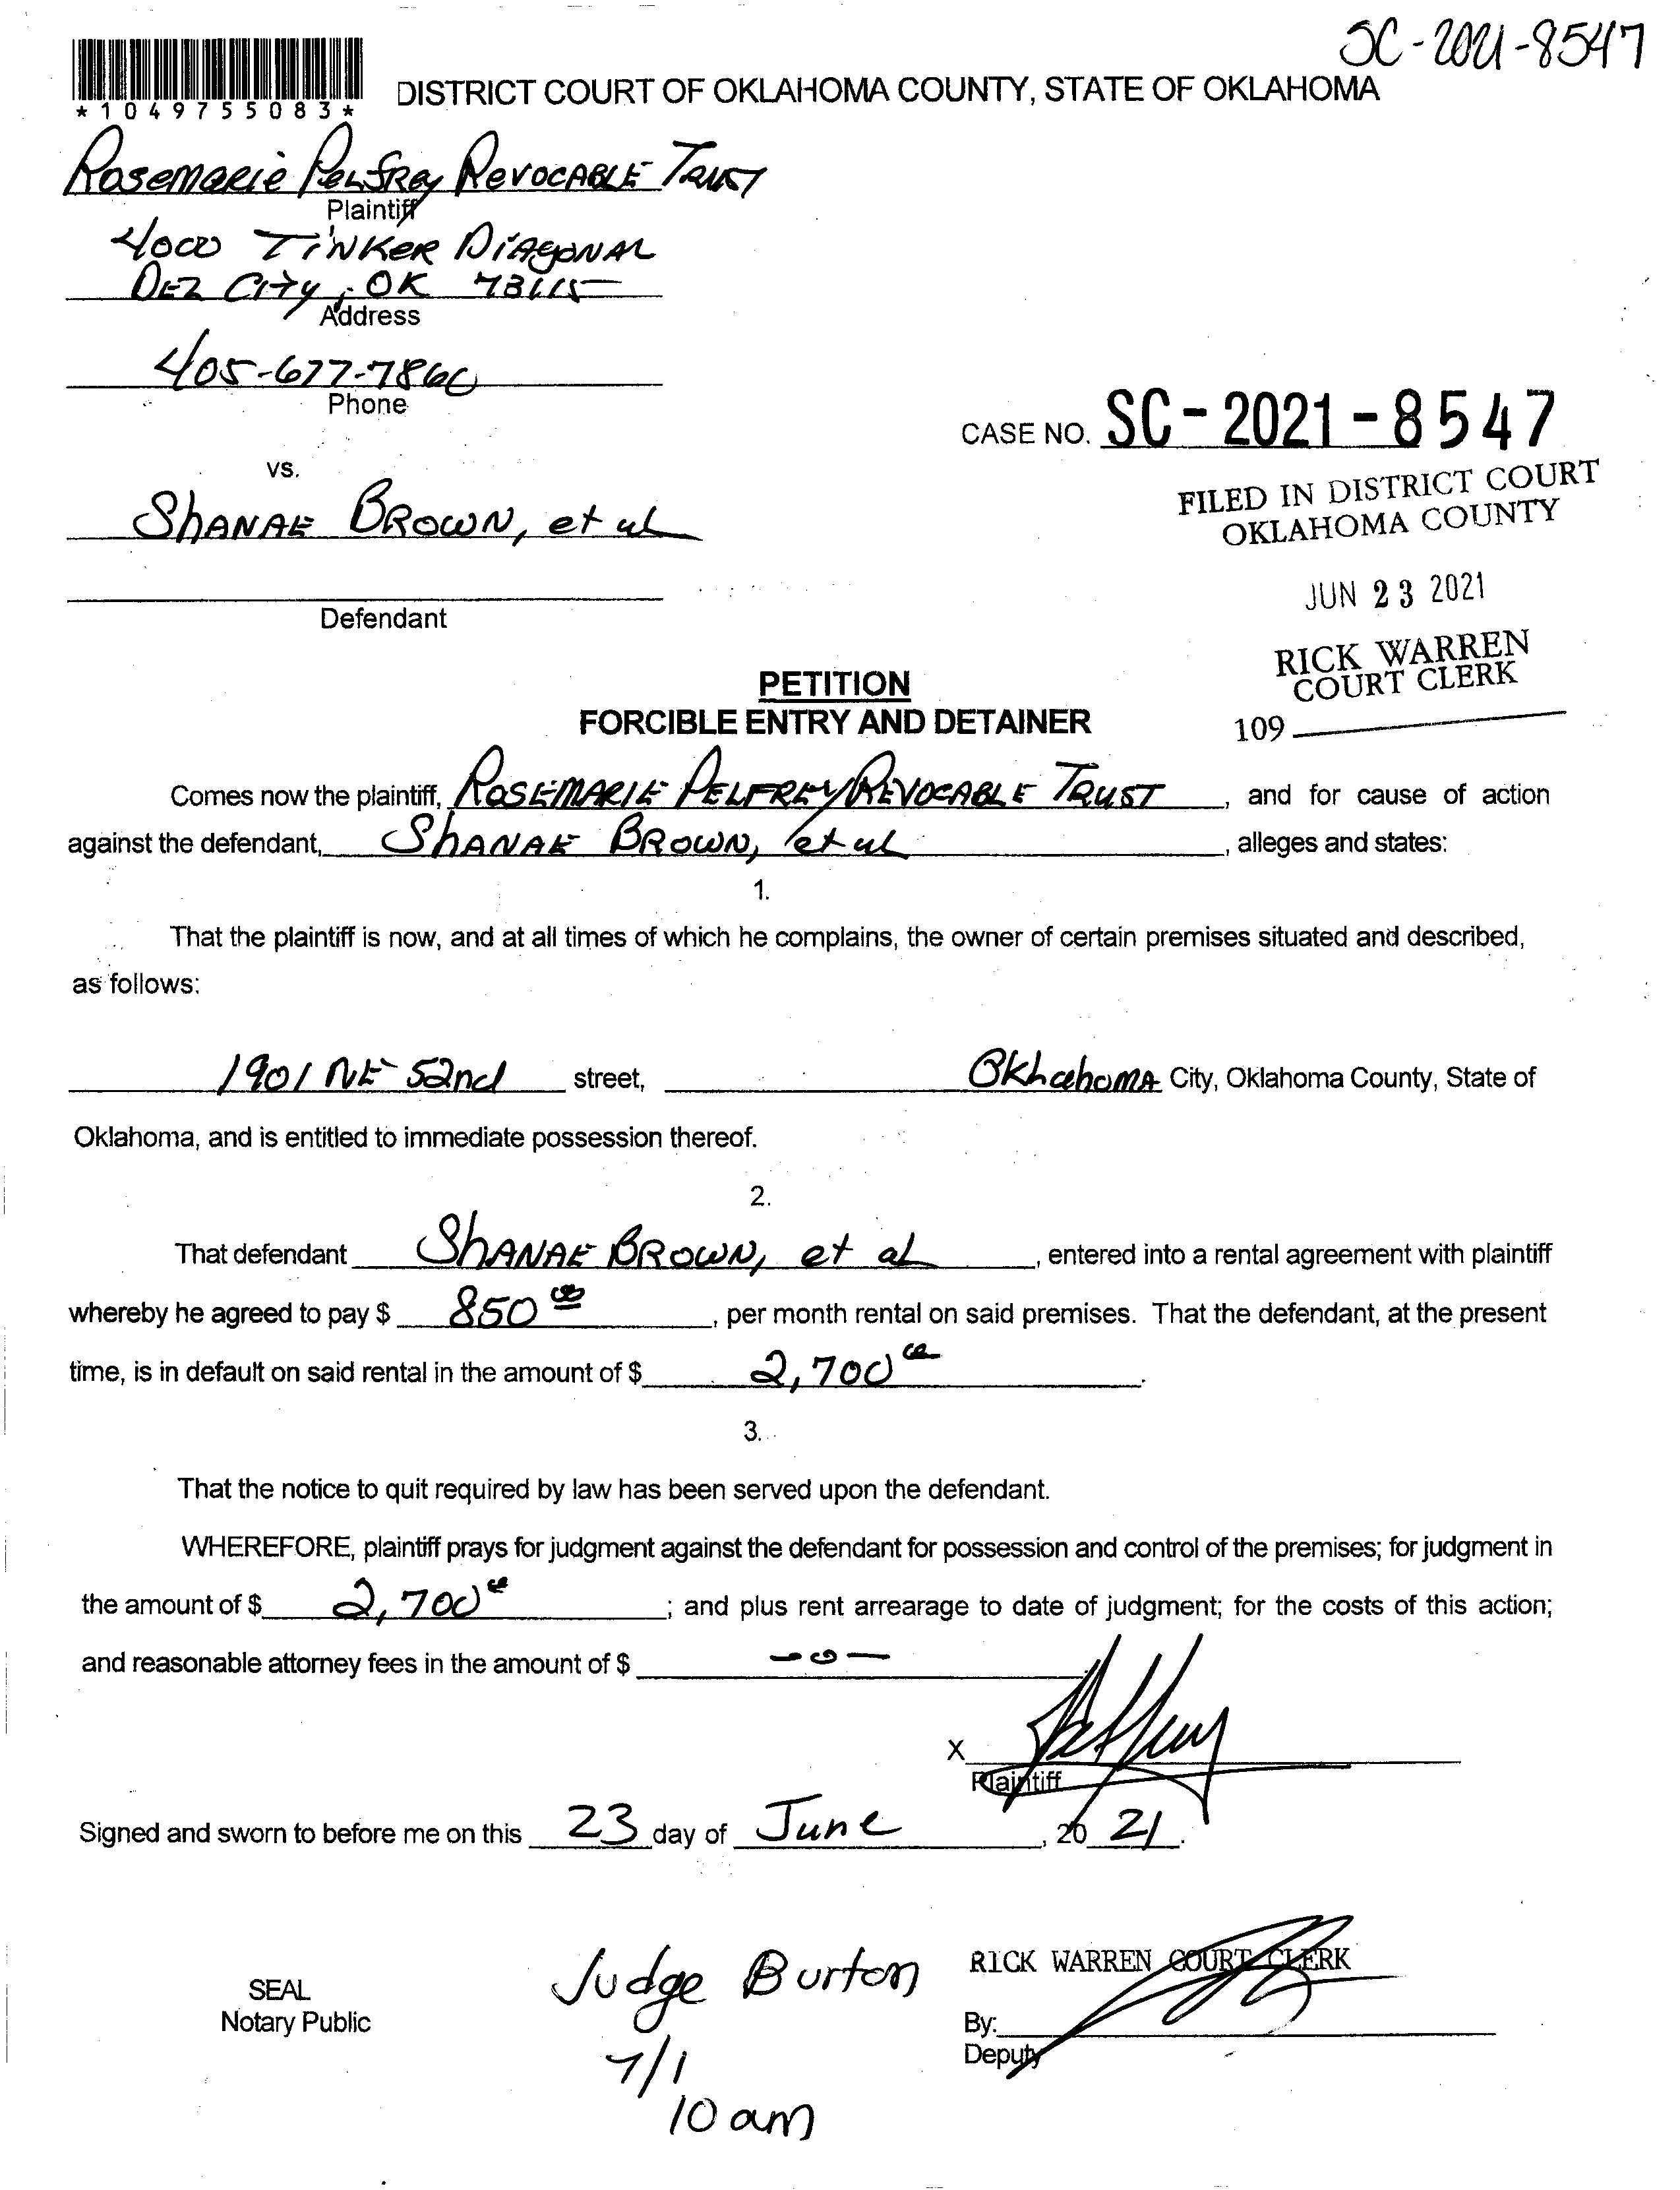 SC-2021-8547
*1049755083*
DISTRICT COURT OF OKLAHOMA COUNTY, STATE OF OKLAHOMA
Rosemarie Pelfrey Revocable Trust
Plaintiff
4000 Tinker Diagonal
Del City, OK 73115
Address
405-677-7860
Phone
CASE NO. SC-2021-8547
vs.
FILED IN DISTRICT COURT
OKLAHOMA COUNTY
Shanae Brown, et al
JUN 23 2021
Defendant
RICK WARREN
COURT CLERK
109
PETITION
FORCIBLE ENTRY AND DETAINER
Comes now the plaintiff, Rosemarie Pelfrey Revocable Trust, and for cause of action
against the defendant, Shanae Brown, et al, alleges and states:
1.
That the plaintiff is now, and at all times of which he complains, the owner of certain premises situated and described,
as follows:
1901 NE 52nd street, Oklahoma City, Oklahoma County, State of
Oklahoma, and is entitled to immediate possession thereof.
2.
That defendant Shanae Brown, et al, entered into a rental agreement with plaintiff
whereby he agreed to pay $ 850 00, per month rental on said premises. That the defendant, at the present
time, is in default on said rental in the amount of $ 2,700 00.
3.
That the notice to quit required by law has been served upon the defendant.
WHEREFORE, plaintiff prays for judgment against the defendant for possession and control of the premises; for judgment in
the amount of $ 2,700 00; and plus rent arrearage to date of judgment; for the costs of this action;
and reasonable attorney fees in the amount of $ -0-
X
Plaintiff
Signed and sworn to before me on this 23 day of June, 20 21.
RICK WARREN COURT CLERK
SEAL
Notary Public
Judge Burton
By:
Deputy
7/1
10 am